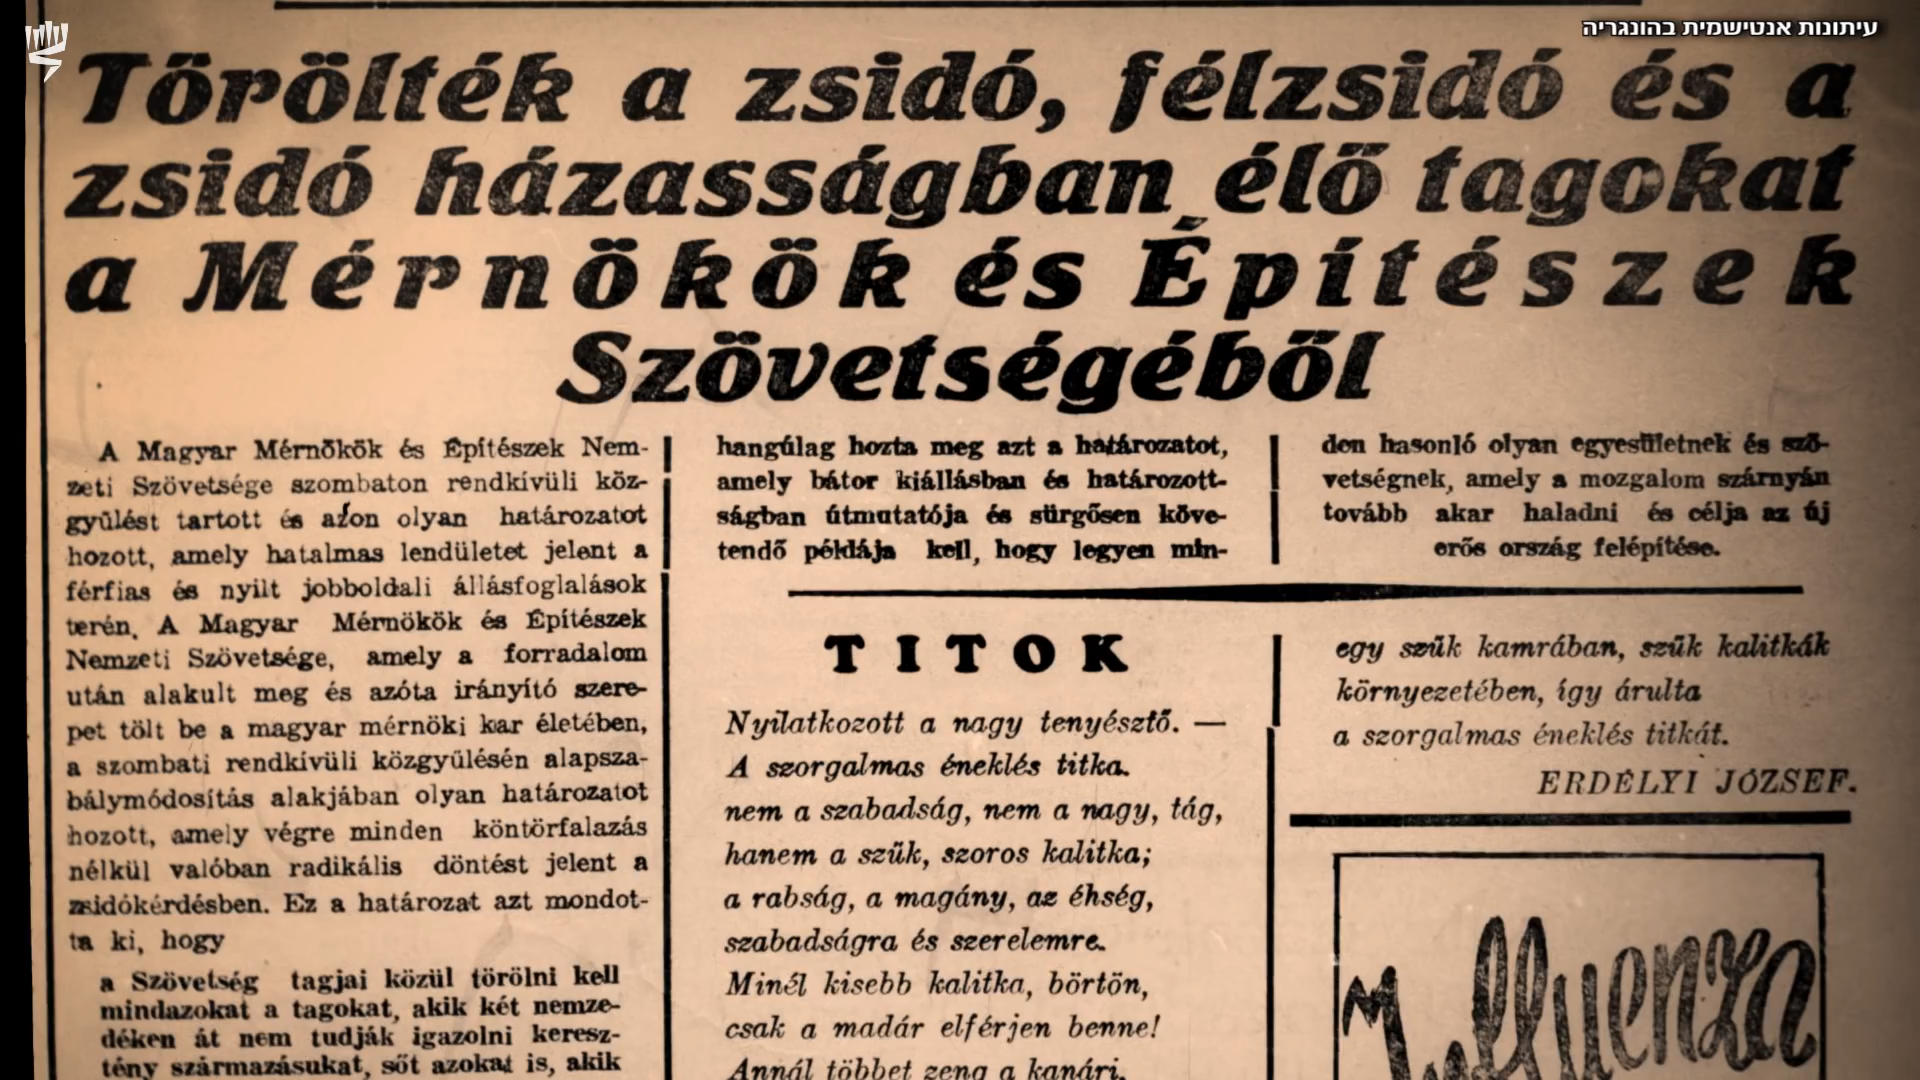 עיתונות אנטישמית בהונגריה
Törölték a zsidó, félzsidó és a
zsidó házasságban élő tagokat
a Mérnökök és Építészek
Szövetségéből
A Magyar Mérnökök és Építészek Nem-
zeti Szövetsége szombaton rendkívüli köz-
gyűlést tartott és azon olyan határozatot
hozott, amely hatalmas lendületet jelent a
férfias és nyilt jobboldali állásfoglalások
terén. A Magyar Mérnökök és Építészek
Nemzeti Szövetsége, amely a forradalom
után alakult meg és azóta irányító szere-
pet tölt be a magyar mérnöki kar életében,
a szombati rendkívüli közgyűlésén alapsza-
bálymódosítás alakjában olyan határozatot
hozott, amely végre minden köntörfalazás
nélkül valóban radikális döntést jelent a
zsidókérdésben. Ez a határozat azt mondot-
ta ki, hogy
a Szövetség tagjai közül törölni kell
mindazokat a tagokat, akik két nemze-
déken át nem tudják igazolni keresz-
tény származásukat, sőt azokat is, akik
hangúlag hozta meg azt a határozatot,
amely bátor kiállásban és határozott-
ságban útmutatója és sürgősen köve-
tendő példája kell, hogy legyen min-
den hasonló olyan egyesületnek és szö-
vetségnek, amely a mozgalom szárnyán
tovább akar haladni és célja az új
erős ország felépítése.
TITOK
Nyilatkozott a nagy tenyésztő. —
A szorgalmas éneklés titka.
nem a szabadság, nem a nagy, tág,
hanem a szűk, szoros kalitka;
a rabság, a magány, az éhség,
szabadságra és szerelemre.
Minél kisebb kalitka, börtön,
csak a madár elférjen benne!
Annál többet zeng a kanári,
egy szűk kamrában, szűk kalitkák
környezetében, így árulta
a szorgalmas éneklés titkát.
ERDÉLYI JÓZSEF.
Influenza